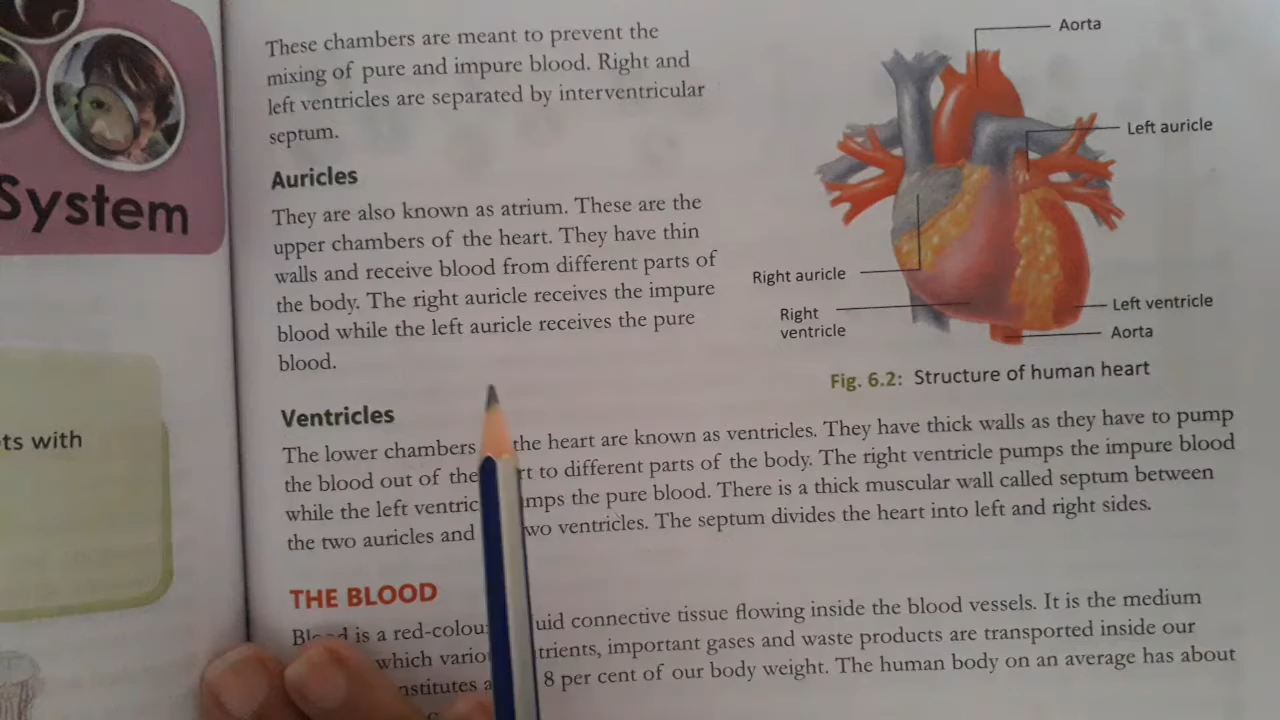 System
ts with
These chambers are meant to prevent the
mixing of pure and impure blood. Right and
left ventricles are separated by interventricular
septum.
Auricles
They are also known as atrium. These are the
upper chambers of the heart. They have thin
walls and receive blood from different parts of
the body. The right auricle receives the impure
blood while the left auricle receives the pure
blood.
Aorta
Left auricle
Right auricle
Right
ventricle
Left ventricle
Aorta
Fig. 6.2: Structure of human heart
Ventricles
The lower chambers the heart are known as ventricles. They have thick walls as they have to pump
the blood out of the rt to different parts of the body. The right ventricle pumps the impure blood
while the left ventric mps the pure blood. There is a thick muscular wall called septum between
the two auricles and wo ventricles. The septum divides the heart into left and right sides.
THE BLOOD
Blood is a red-colou uid connective tissue flowing inside the blood vessels. It is the medium
which vario trients, important gases and waste products are transported inside our
nstitutes a 8 per cent of our body weight. The human body on an average has about